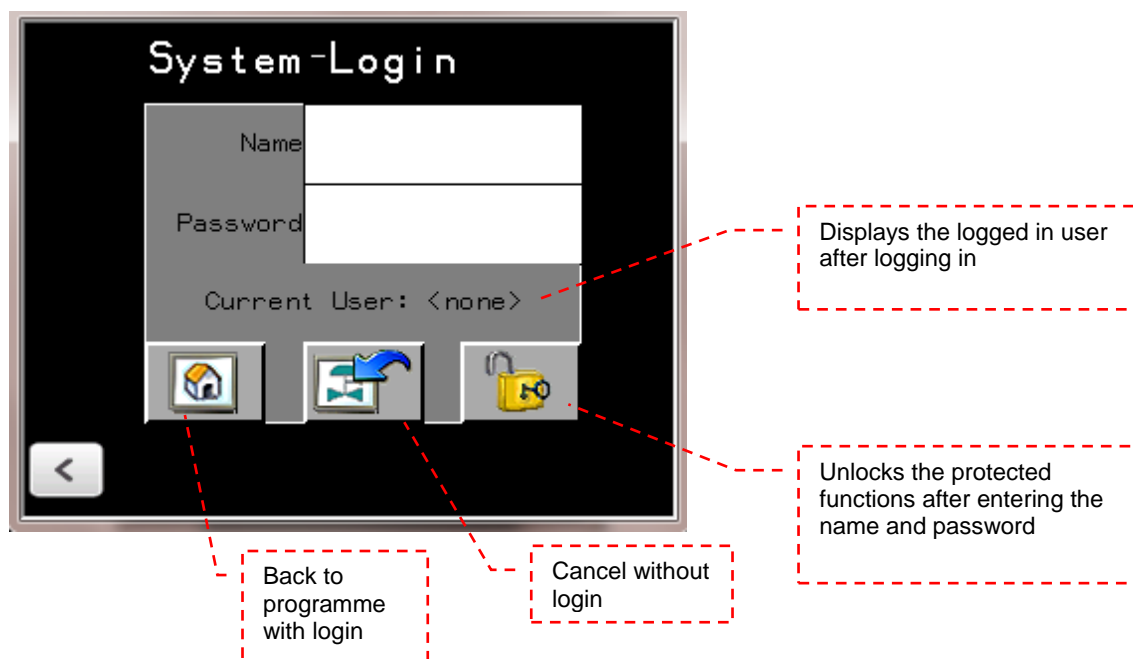 System-Login
Name
Password
Current User: <none>
<
Displays the logged in user
after logging in
Unlocks the protected
functions after entering the
name and password
Back to
programme
with login
Cancel without
login